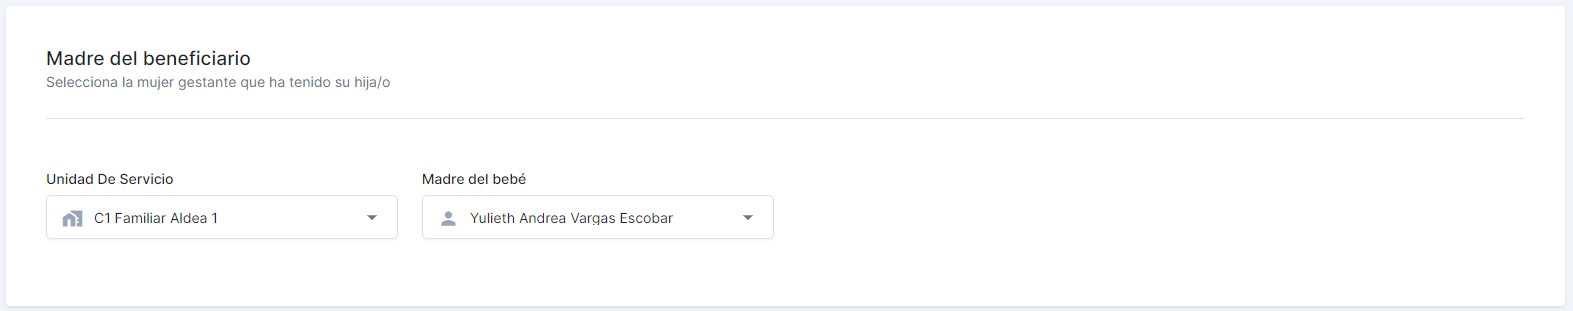 Madre del beneficiario
Selecciona la mujer gestante que ha tenido su hija/o
Unidad De Servicio
Madre del bebé
C1 Familiar Aldea 1
Yulieth Andrea Vargas Escobar